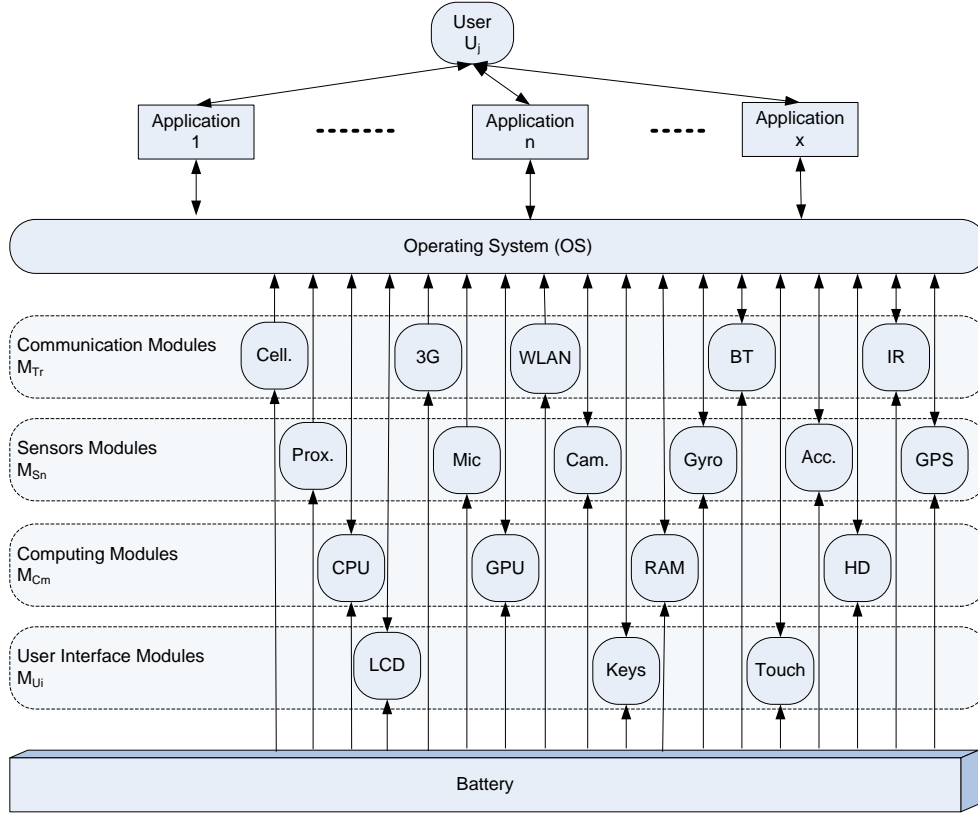 User
Uj
Application
1
Application
n
Application
x
Operating System (OS)
Communication Modules
MTr
Cell.
3G
WLAN
BT
IR
Sensors Modules
MSn
Prox.
Mic
Cam.
Gyro
Acc.
GPS
Computing Modules
MCm
CPU
GPU
RAM
HD
User Interface Modules
MUi
LCD
Keys
Touch
Battery